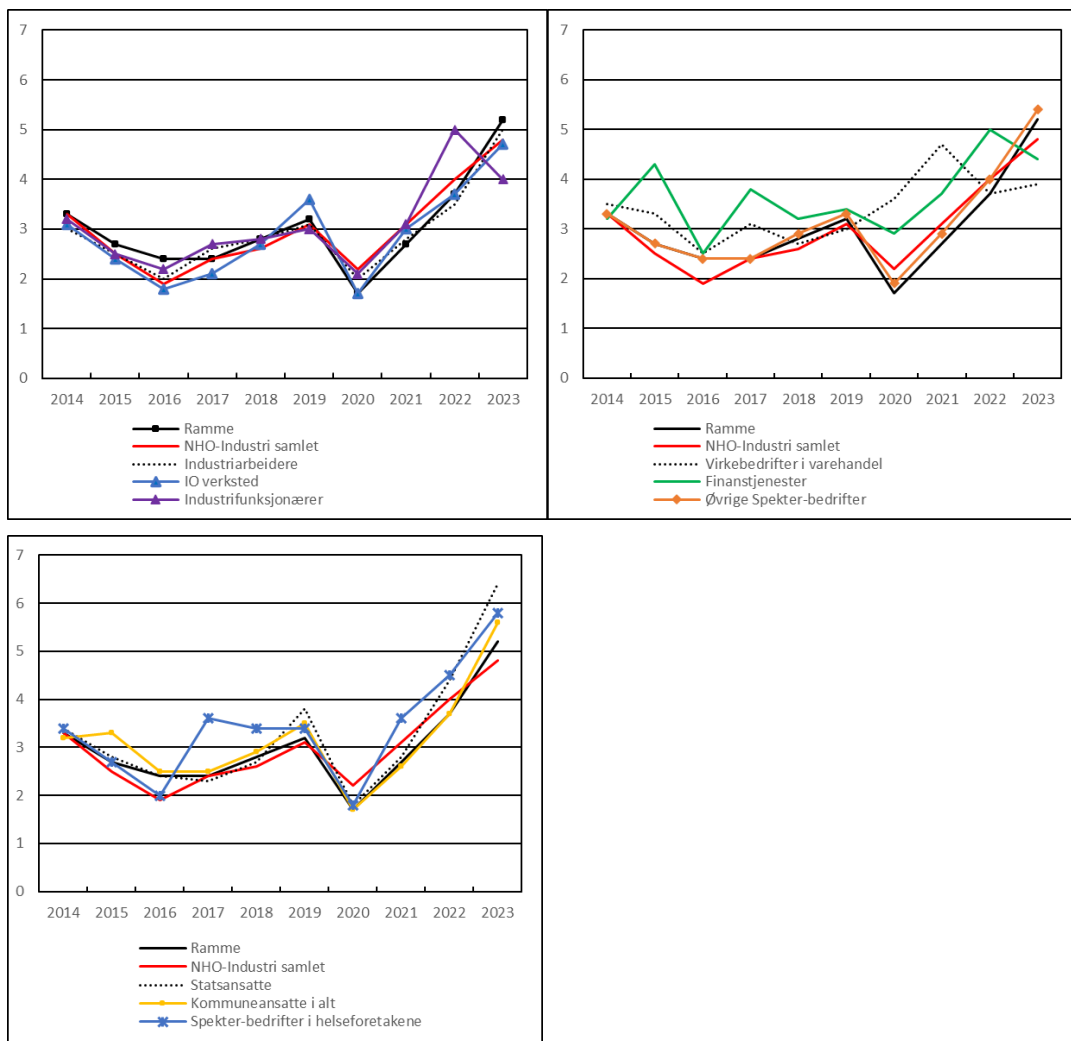 7
6
5
4
3
2
1
0
2014 2015 2016 2017 2018 2019 2020 2021 2022 2023
Ramme
NHO-Industri samlet
Industriarbeidere
IO verksted
Industrifunksjonærer
7
6
5
4
3
2
1
0
2014 2015 2016 2017 2018 2019 2020 2021 2022 2023
Ramme
NHO-Industri samlet
Virkebedrifter i varehandel
Finanstjenester
Øvrige Spekter-bedrifter
7
6
5
4
3
2
1
0
2014 2015 2016 2017 2018 2019 2020 2021 2022 2023
Ramme
NHO-Industri samlet
Statsansatte
Kommuneansatte i alt
Spekter-bedrifter i helseforetakene